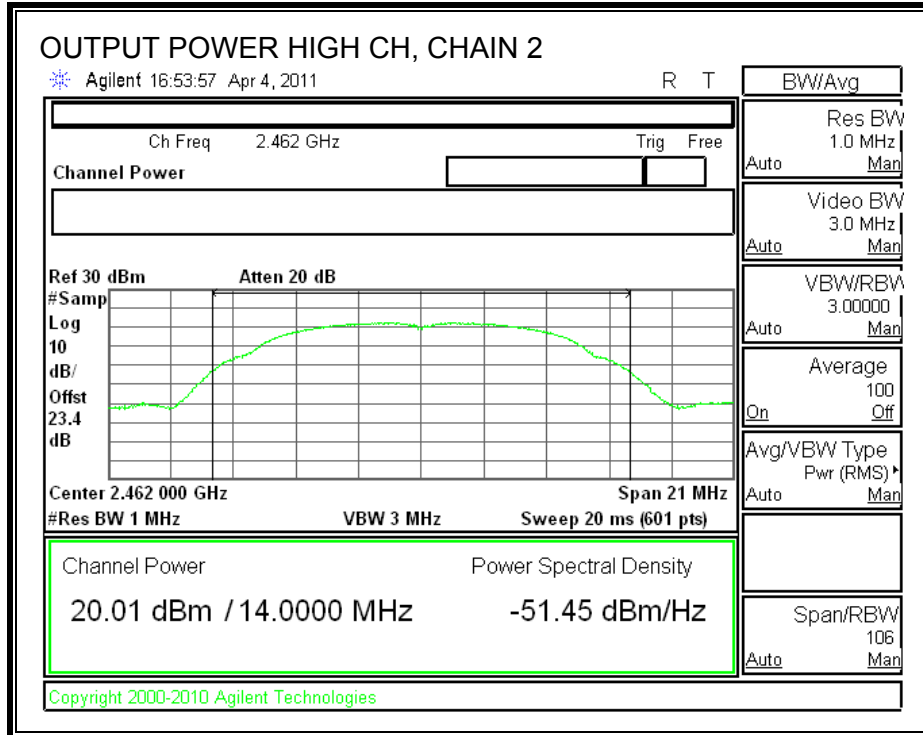 OUTPUT POWER HIGH CH, CHAIN 2
Agilent 16:53:57 Apr 4, 2011 R T
Ch Freq 2.462 GHz Trig Free
Channel Power
Ref 30 dBm Atten 20 dB
#Samp
Log
10
dB/
Offst
23.4
dB
Center 2.462 000 GHz Span 21 MHz
#Res BW 1 MHz VBW 3 MHz Sweep 20 ms (601 pts)
Channel Power Power Spectral Density
20.01 dBm / 14.0000 MHz -51.45 dBm/Hz
Copyright 2000-2010 Agilent Technologies
BW/Avg
Res BW
1.0 MHz
Auto Man
Video BW
3.0 MHz
Auto Man
VBW/RBW
3.00000
Auto Man
Average
100
On Off
Avg/VBW Type
Pwr (RMS)
Auto Man
Span/RBW
106
Auto Man